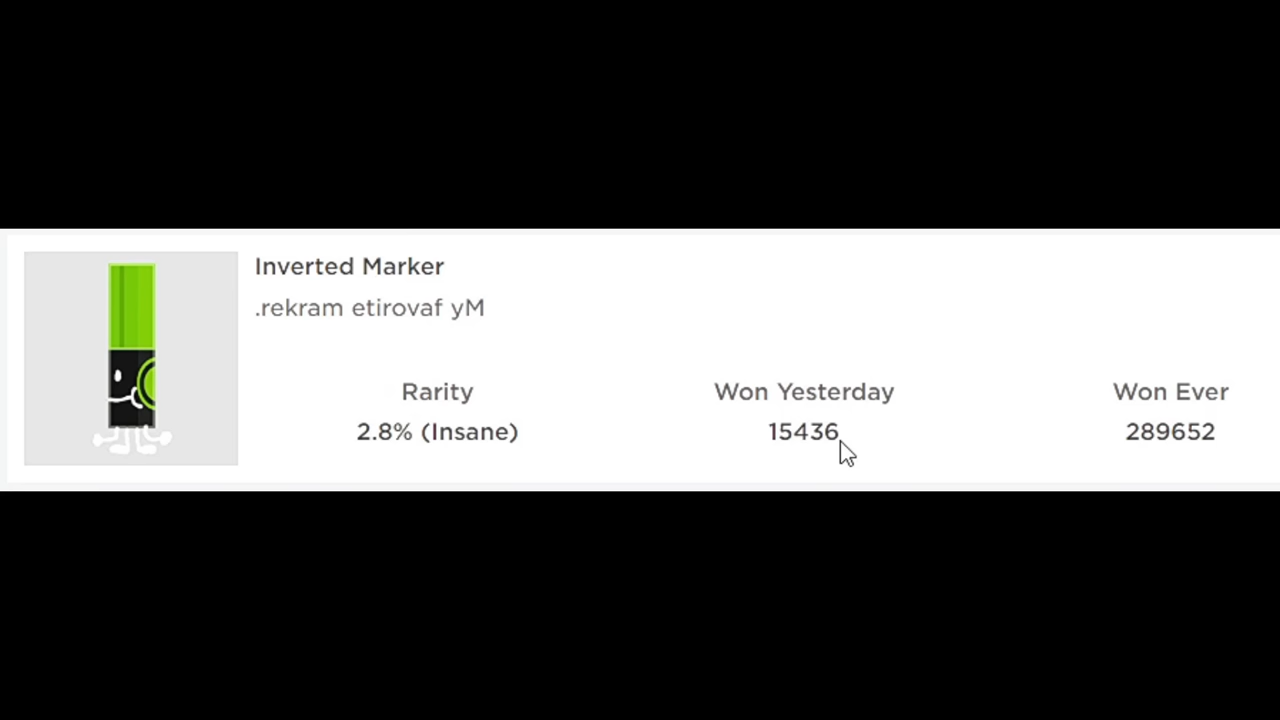 Inverted Marker
.rekram etirovaf yM
Rarity Won Yesterday Won Ever
2.8% (Insane) 15436 289652